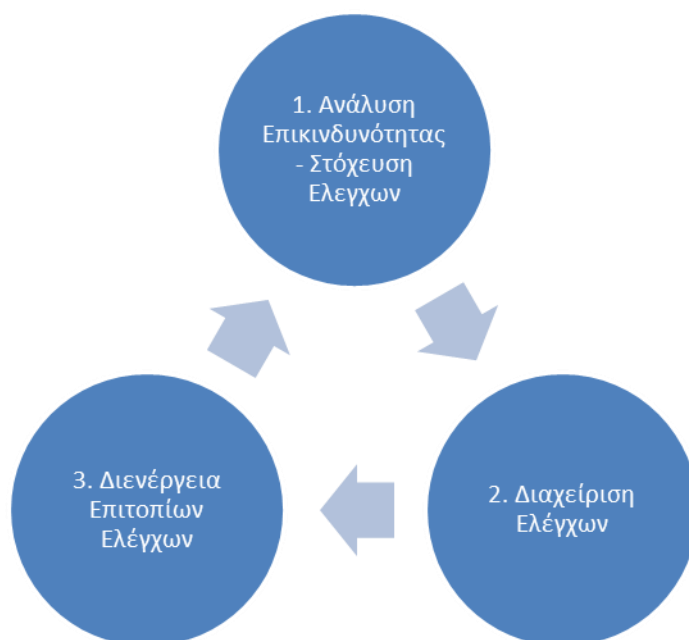 1. Ανάλυση
Επικινδυνότητας
- Στόχευση
Ελεγχων
2. Διαχείριση
Ελέγχων
3. Διενέργεια
Επιτοπίων
Ελέγχων